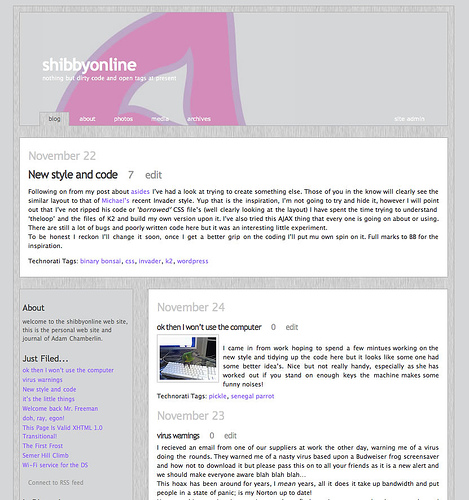 shibbyonline
nothing but dirty code and open tags at present
blog about photos media archives site admin
November 22
New style and code 7 edit
Following on from my post about asides I've had a look at trying to create something else. Those of you in the know will clearly see the
similar layout to that of Michael's recent Invader style. Yup that is the inspiration, I'm not going to try and hide it, however I will point
out that I've not ripped his code or 'borrowed' CSS file's (well clearly looking at the layout) I have spent the time trying to understand
"theloop" and the files of K2 and build my own version upon it. I've also tried this AJAX thing that every one is going on about or using.
There are still a lot of bugs and poorly written code here but it was an interesting little experiment.
To be honest I reckon I'll change it soon, once I get a better grip on the coding I'll put mu own spin on it. Full marks to BB for the
inspiration.
Technorati Tags: binary bonsai, css, invader, k2, wordpress
About
welcome to the shibbyonline web site,
this is the personal web site and
journal of Adam Chamberlin.
Just Filed...
ok then I won't use the computer
virus warnings
New style and code
it's the little things
Welcome back Mr. Freeman
doh, ray, egon!
This Page Is Valid XHTML 1.0
Transitional!
The First Frost
Semer Hill Climb
Wi-Fi service for the DS
Connect to RSS feed
November 24
ok then I won't use the computer 0 edit
I came in from work hoping to spend a few mintues working on the
new style and tidying up the code here but it looks like some one had
some better idea's. Nice but not really handy, especially as she has
worked out if you stand on enough keys the machine makes some
funny noises!
Technorati Tags: pickle, senegal parrot
November 23
virus warnings 0 edit
I recieved an email from one of our suppliers at work the other day, warning me of a virus
doing the rounds. They warned me of a nasty virus based upon a Budweiser frog screensaver
and how not to download it but please pass this on to all your friends as it is a new alert and
we should make everyone aware blah blah blah...
This hoax has been around for years, I mean years, all it does it take up bandwidth and put
people in a state of panic; is my Norton up to date!